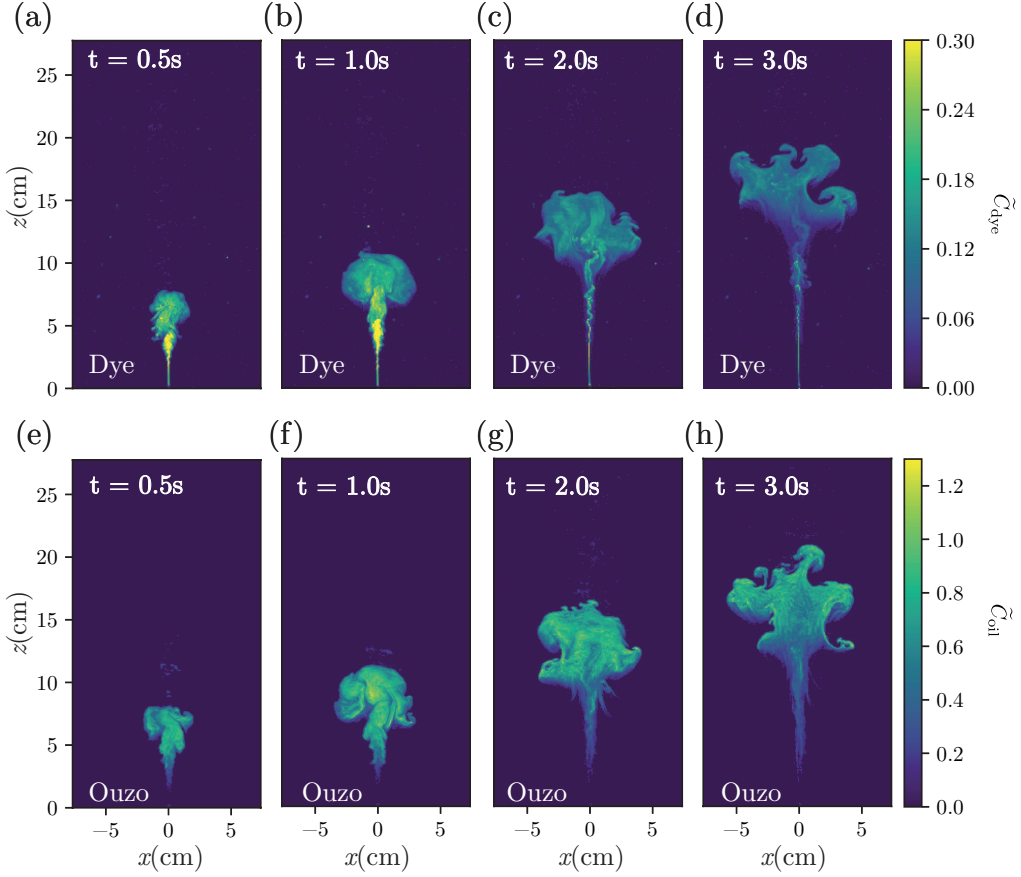 (a) (b) (c) (d)
t = 0.5s t = 1.0s t = 2.0s t = 3.0s
25
20
15
10
5
0
z(cm)
Dye Dye Dye Dye
0.30
0.24
0.18
0.12
0.06
0.00
C̃dye
(e) (f) (g) (h)
t = 0.5s t = 1.0s t = 2.0s t = 3.0s
25
20
15
10
5
0
z(cm)
Ouzo Ouzo Ouzo Ouzo
1.2
1.0
0.8
0.6
0.4
0.2
0.0
C̃oil
−5 0 5 −5 0 5 −5 0 5 −5 0 5
x(cm) x(cm) x(cm) x(cm)